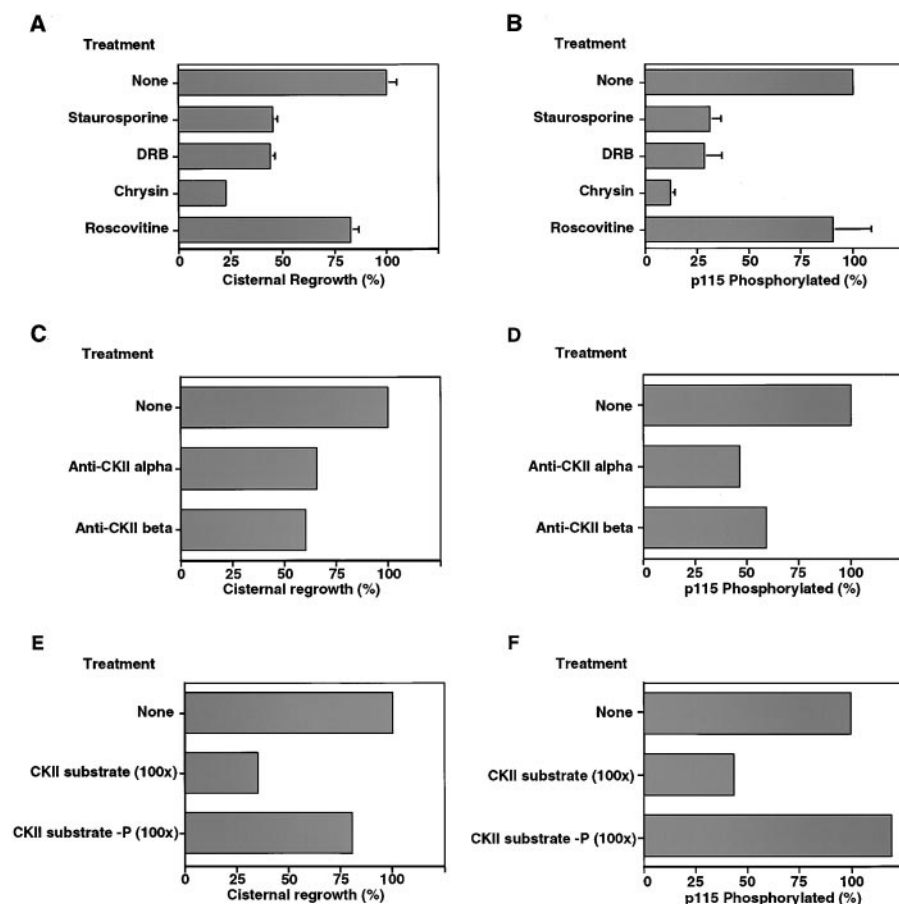 A
Treatment
None
Staurosporine
DRB
Chrysin
Roscovitine
0 25 50 75 100
Cisternal Regrowth (%)
B
Treatment
None
Staurosporine
DRB
Chrysin
Roscovitine
0 25 50 75 100
p115 Phosphorylated (%)
C
Treatment
None
Anti-CKII alpha
Anti-CKII beta
0 25 50 75 100
Cisternal regrowth (%)
D
Treatment
None
Anti-CKII alpha
Anti-CKII beta
0 25 50 75 100
p115 Phosphorylated (%)
E
Treatment
None
CKII substrate (100x)
CKII substrate -P (100x)
0 25 50 75 100
Cisternal regrowth (%)
F
Treatment
None
CKII substrate (100x)
CKII substrate -P (100x)
0 25 50 75 100
p115 Phosphorylated (%)